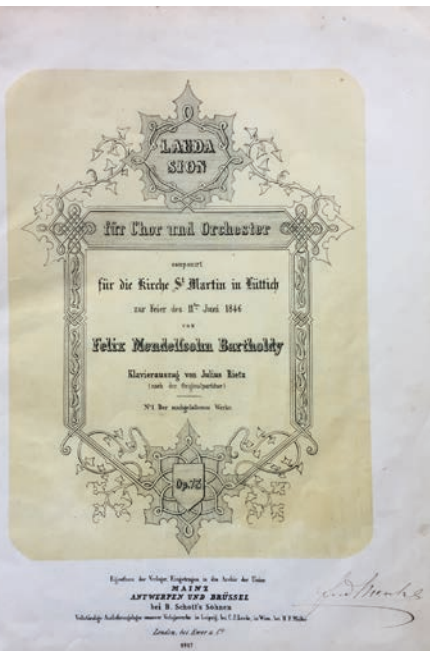 LAUDA
SION
für Chor und Orchester
componirt
für die Kirche St Martin in Lüttich
zur Feier des 11ten Juni 1846
von
Felix Mendelssohn Bartholdy
Klavierauszug von Julius Rietz
(nach der Originalpartitur)
No 1 Der nachgelassenen Werke.
Op. 73
Eigenthum der Verleger. Eingetragen in das Archiv der Union
MAINZ
ANTWERPEN UND BRÜSSEL
bei B. Schott's Söhnen
London, bei Ewer & Co